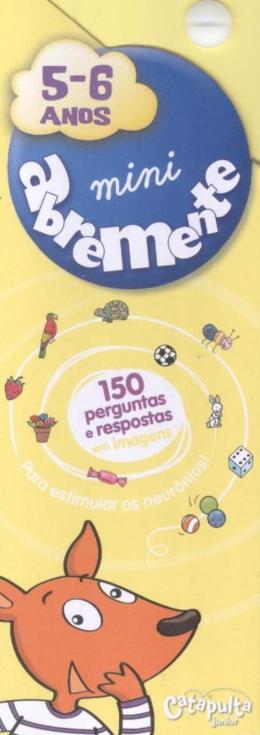 5-6
ANOS
mini
abremente
150
perguntas
e respostas
em imagens
Para estimular os neurônios!
Catapulta
junior